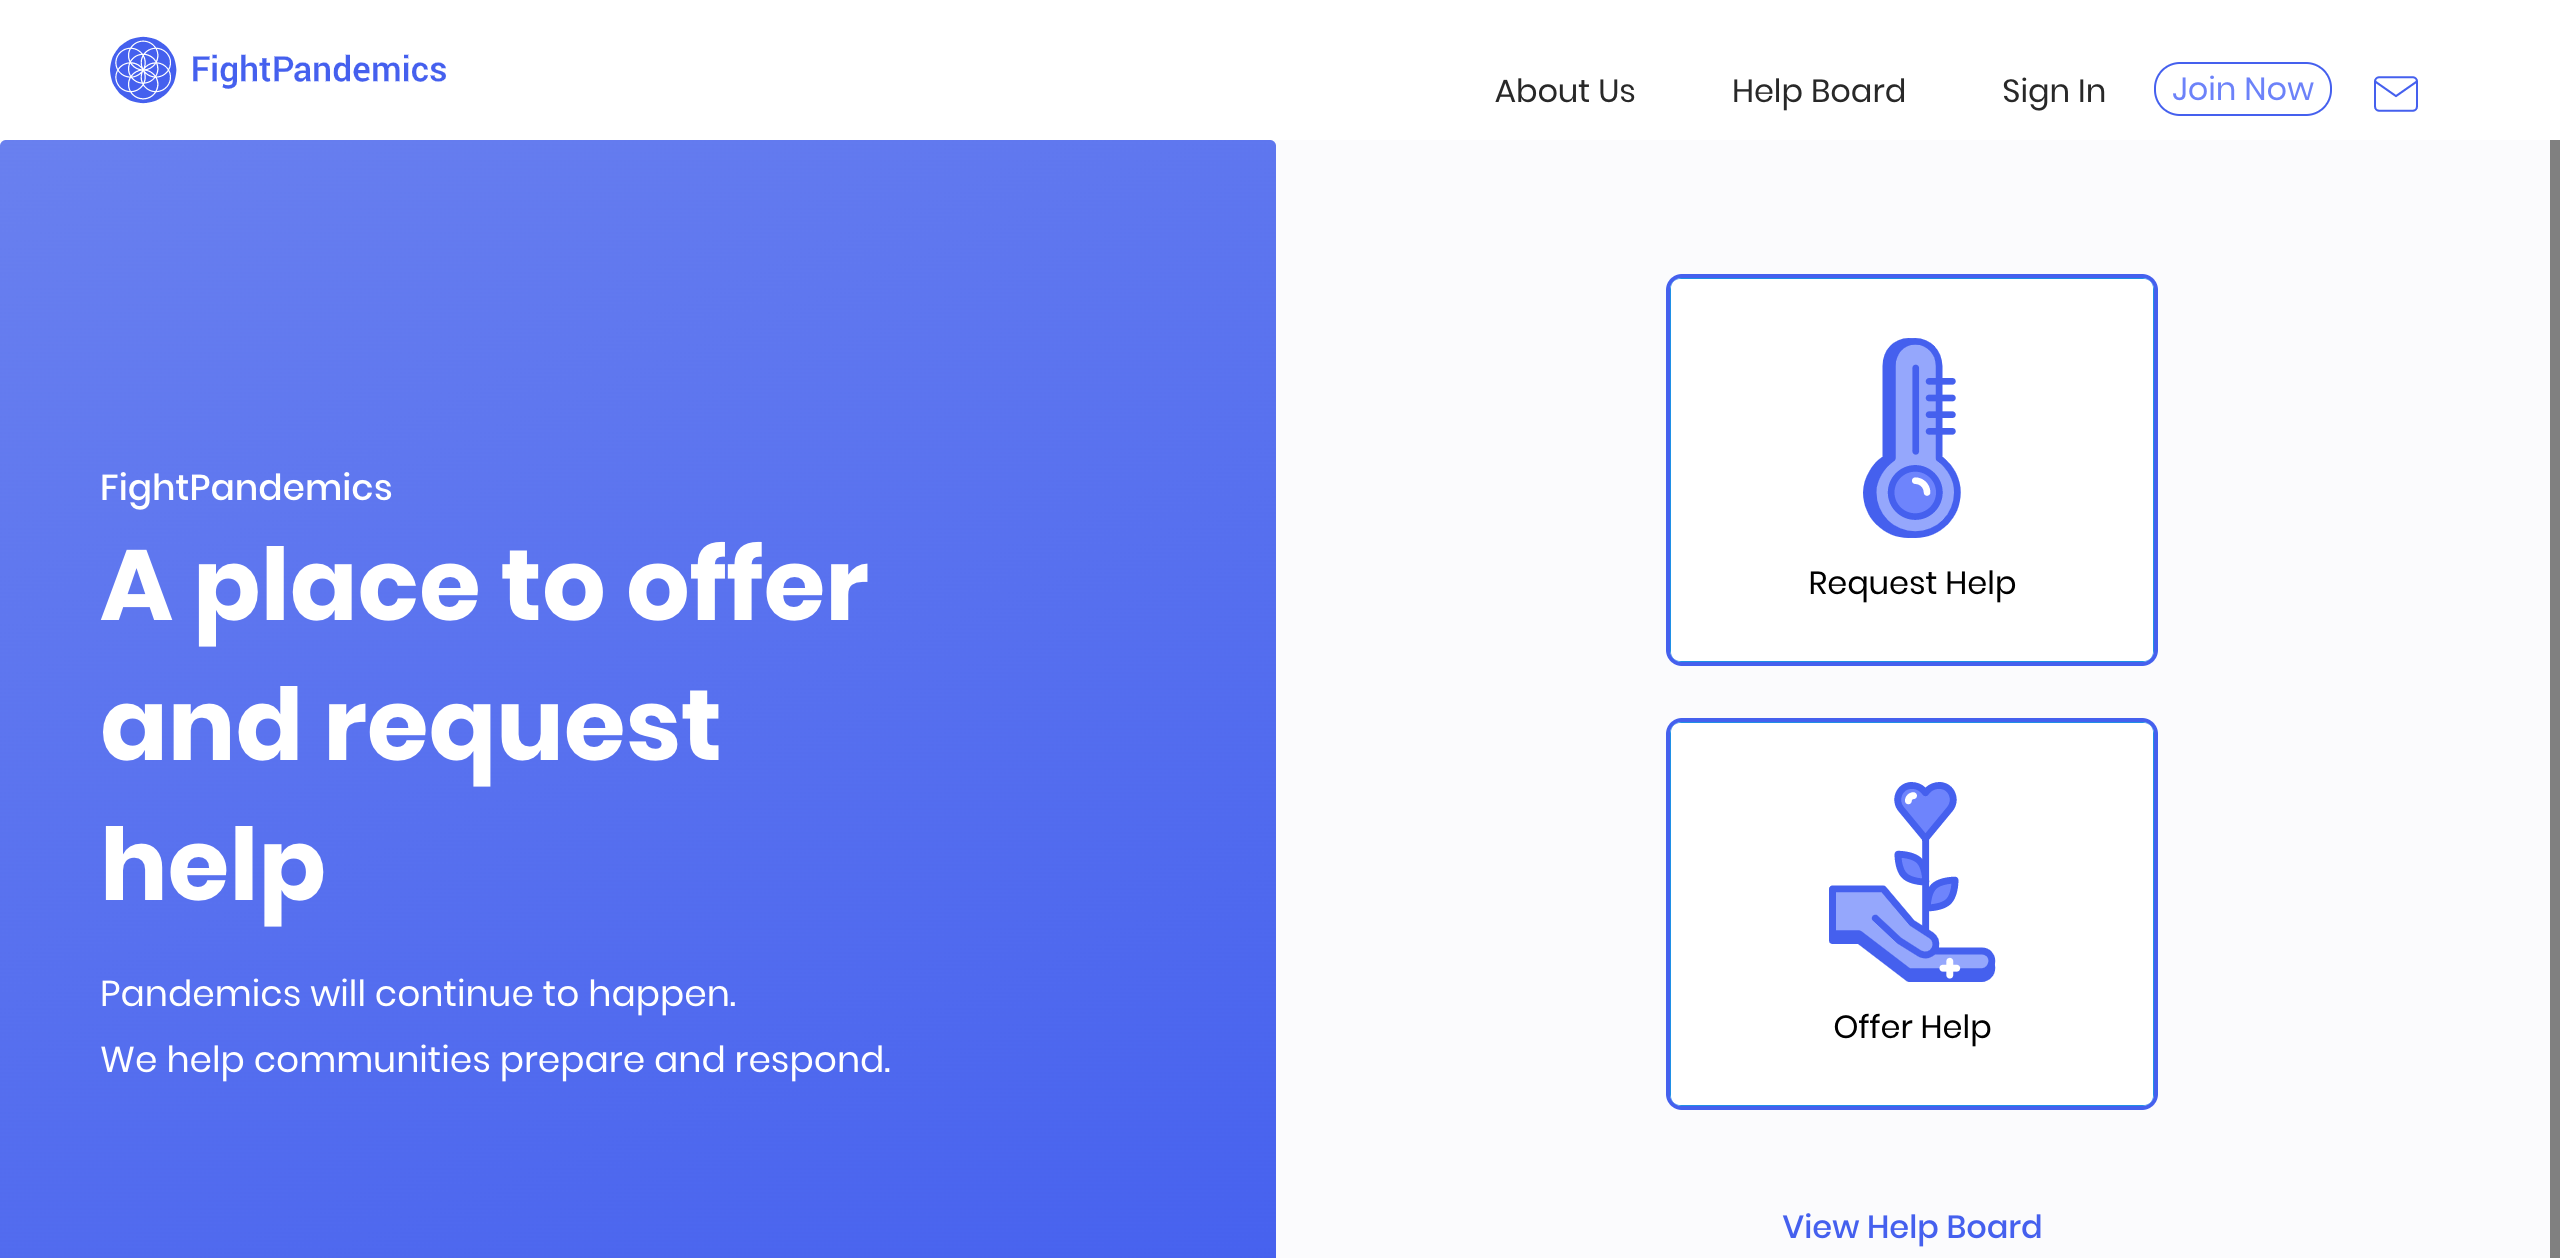 FightPandemics
About Us
Help Board
Sign In
Join Now
FightPandemics
A place to offer
and request
help
Pandemics will continue to happen.
We help communities prepare and respond.
Request Help
Offer Help
View Help Board